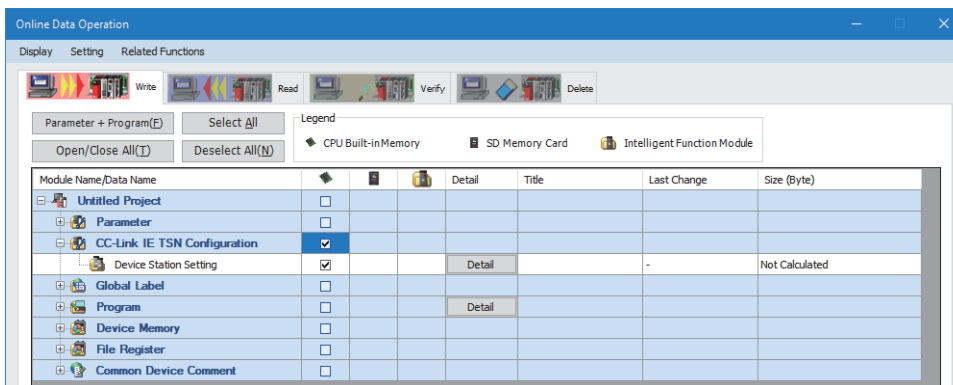 Online Data Operation
Display Setting Related Functions
Write Read Verify Delete
Parameter + Program(F) Select All
Open/Close All(T) Deselect All(N)
Legend
CPU Built-in Memory SD Memory Card Intelligent Function Module
Module Name/Data Name Detail Title Last Change Size (Byte)
Untitled Project
Parameter
CC-Link IE TSN Configuration
Device Station Setting Detail - Not Calculated
Global Label
Program Detail
Device Memory
File Register
Common Device Comment